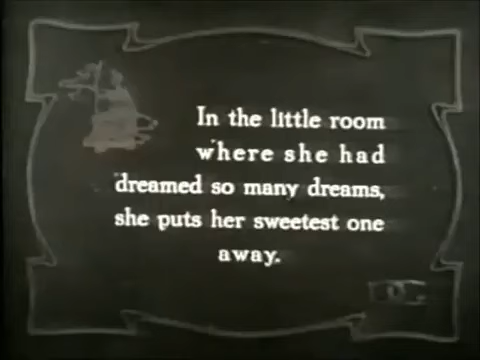 In the little room
where she had
dreamed so many dreams,
she puts her sweetest one
away.